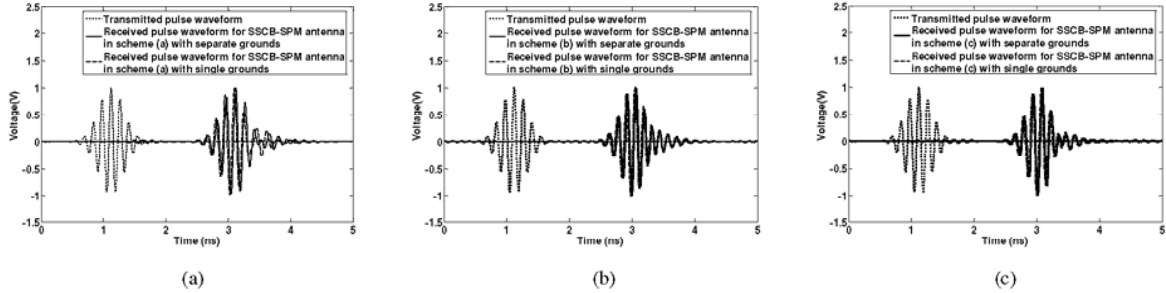 Transmitted pulse waveform
Received pulse waveform for SSCB-SPM antenna
in scheme (a) with separate grounds
Received pulse waveform for SSCB-SPM antenna
in scheme (a) with single grounds
2.5
2
1.5
1
0.5
0
-0.5
-1
-1.5
Voltage(V)
0 1 2 3 4 5
Time (ns)
(a)
Transmitted pulse waveform
Received pulse waveform for SSCB-SPM antenna
in scheme (b) with separate grounds
Received pulse waveform for SSCB-SPM antenna
in scheme (b) with single grounds
2.5
2
1.5
1
0.5
0
-0.5
-1
-1.5
Voltage(V)
0 1 2 3 4 5
Time (ns)
(b)
Transmitted pulse waveform
Received pulse waveform for SSCB-SPM antenna
in scheme (c) with separate grounds
Received pulse waveform for SSCB-SPM antenna
in scheme (c) with single grounds
2.5
2
1.5
1
0.5
0
-0.5
-1
-1.5
Voltage(V)
0 1 2 3 4 5
Time (ns)
(c)